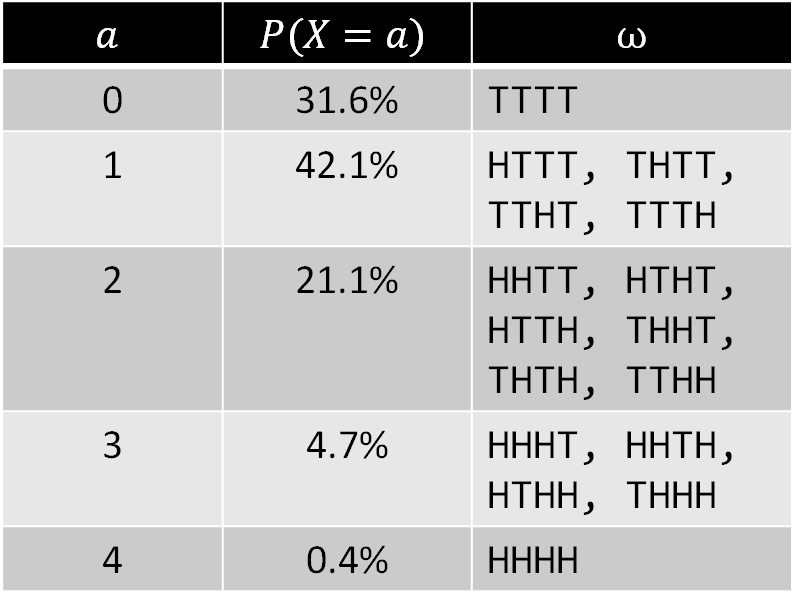 a P(X = a) ω
0 31.6% TTTT
1 42.1% HTTT, THTT,
TTHT, TTTH
2 21.1% HHTT, HTHT,
HTTH, THHT,
THTH, TTHH
3 4.7% HHHT, HHTH,
HTHH, THHH
4 0.4% HHHH